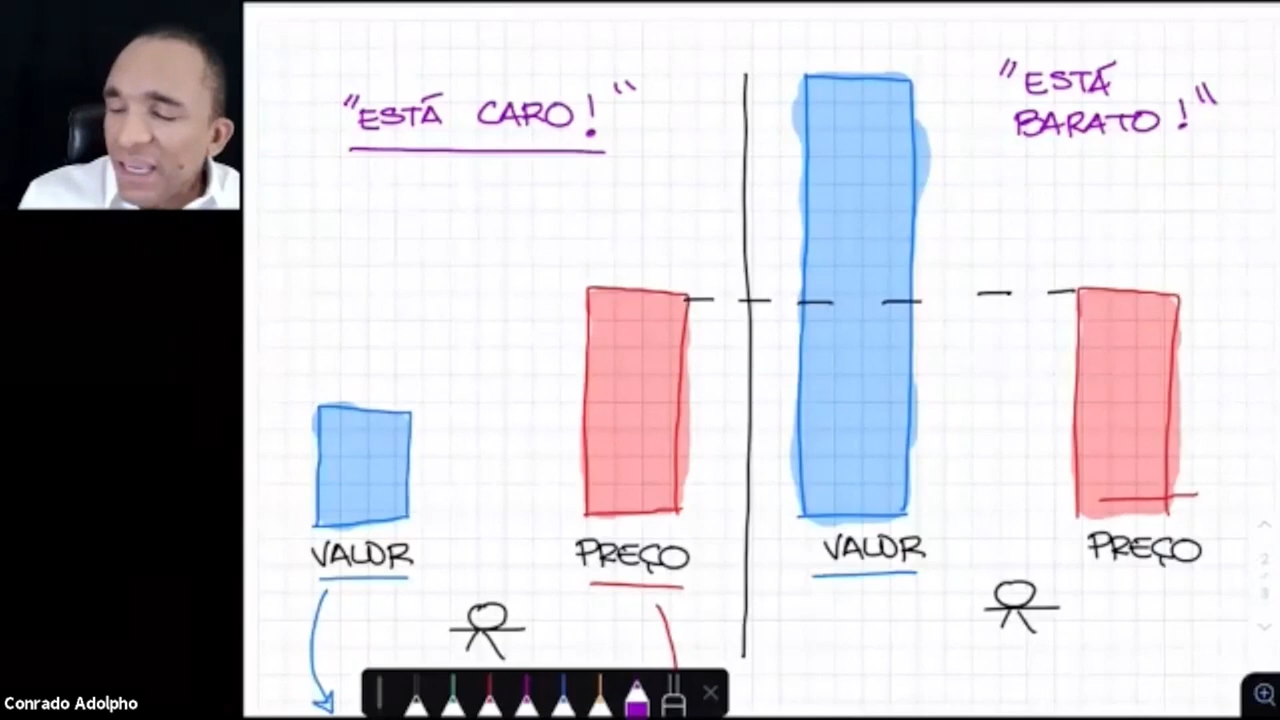 "ESTÁ CARO!"
"ESTÁ
BARATO!"
VALOR
PREÇO
VALOR
PREÇO
Conrado Adolpho